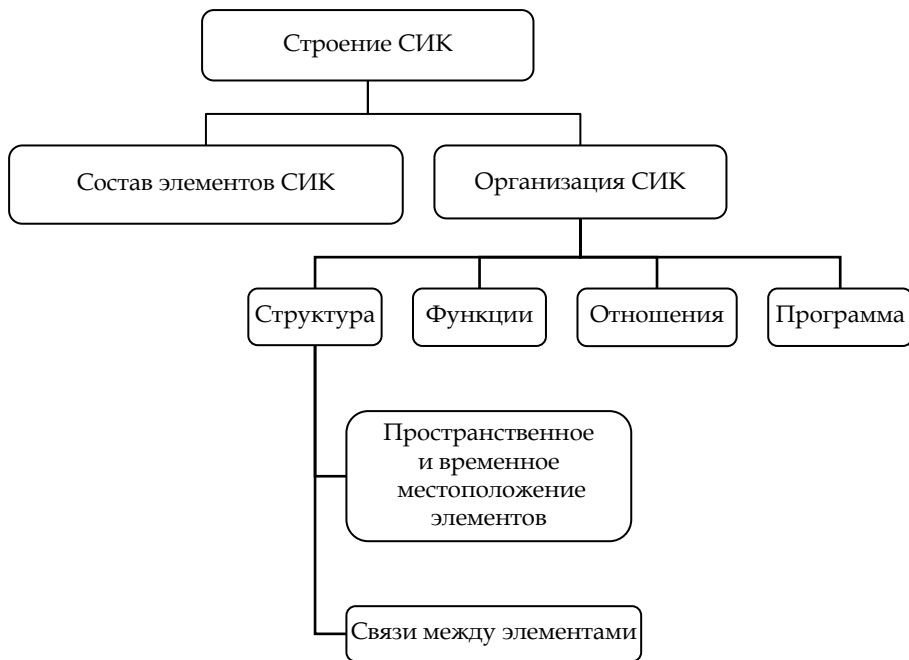 Строение СИК
Состав элементов СИК
Организация СИК
Структура
Функции
Отношения
Программа
Пространственное
и временное
местоположение
элементов
Связи между элементами